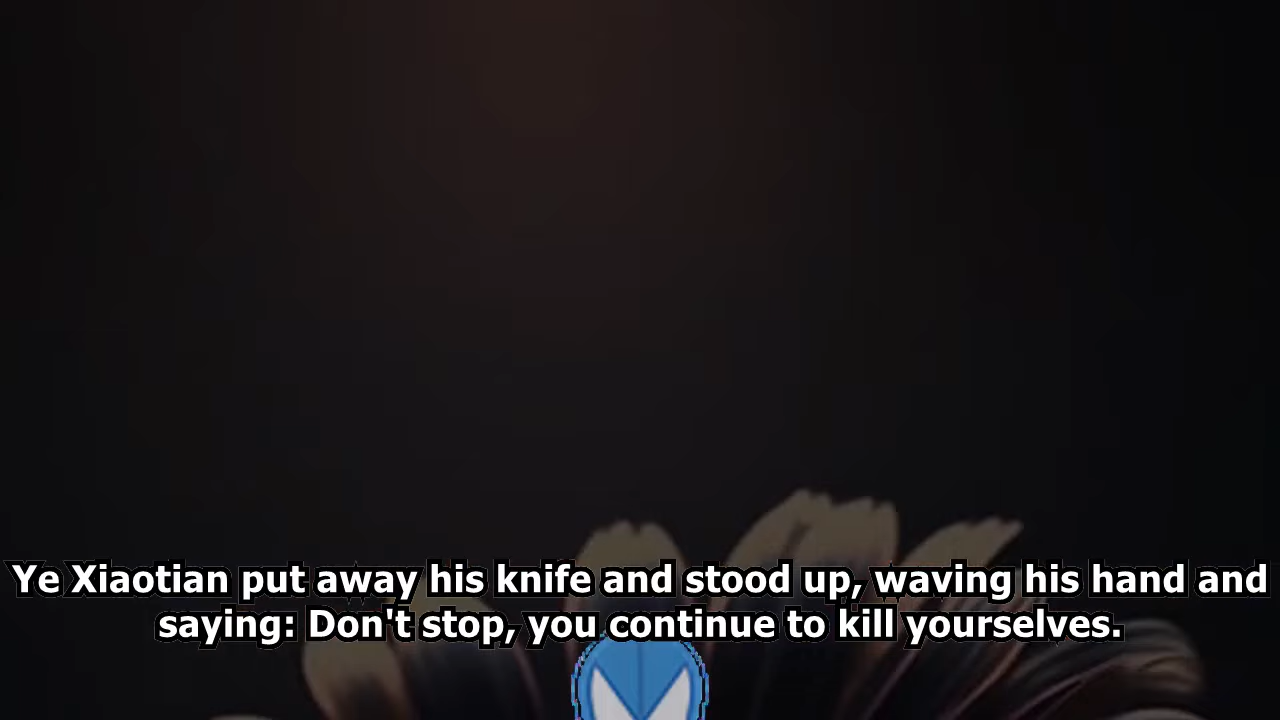 Ye Xiaotian put away his knife and stood up, waving his hand and
saying: Don't stop, you continue to kill yourselves.